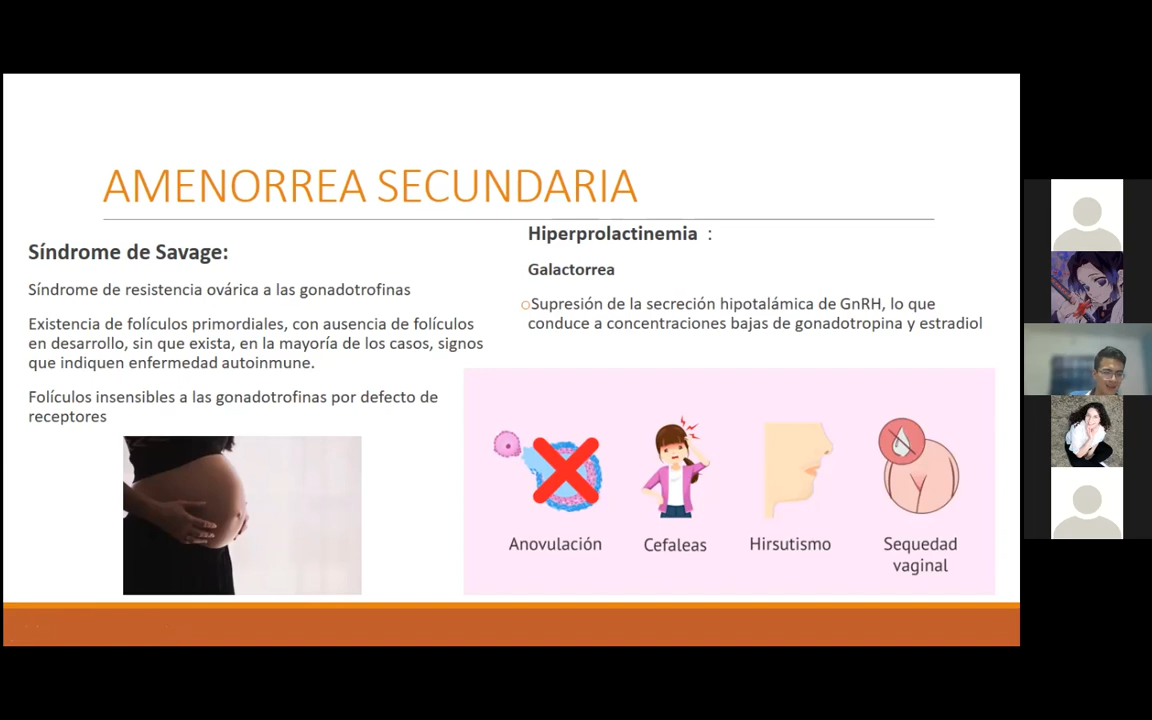 AMENORREA SECUNDARIA
Síndrome de Savage:
Síndrome de resistencia ovárica a las gonadotrofinas
Existencia de folículos primordiales, con ausencia de folículos
en desarrollo, sin que exista, en la mayoría de los casos, signos
que indiquen enfermedad autoinmune.
Folículos insensibles a las gonadotrofinas por defecto de
receptores
Hiperprolactinemia :
Galactorrea
Supresión de la secreción hipotalámica de GnRH, lo que
conduce a concentraciones bajas de gonadotropina y estradiol
Anovulación
Cefaleas
Hirsutismo
Sequedad
vaginal